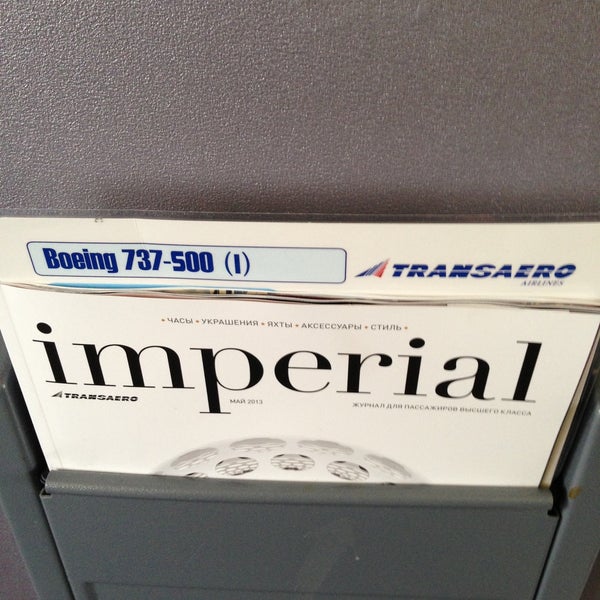 Boeing 737-500 (I)
TRANSAERO
AIRLINES
• ЧАСЫ • УКРАШЕНИЯ • ЯХТЫ • АКСЕССУАРЫ • СТИЛЬ •
imperial
TRANSAERO
МАЙ 2013
ЖУРНАЛ ДЛЯ ПАССАЖИРОВ ВЫСШЕГО КЛАССА